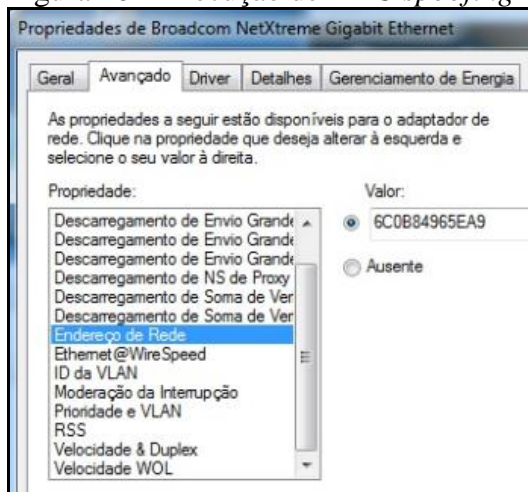 Propriedades de Broadcom NetXtreme Gigabit Ethernet
Geral Avançado Driver Detalhes Gerenciamento de Energia
As propriedades a seguir estão disponíveis para o adaptador de
rede. Clique na propriedade que deseja alterar à esquerda e
selecione o seu valor à direita.
Propriedade:
Valor:
Descarregamento de Envio Grande
Descarregamento de Envio Grande
Descarregamento de Envio Grande
Descarregamento de NS de Proxy
Descarregamento de Soma de Ver
Descarregamento de Soma de Ver
Endereço de Rede
Ethernet@WireSpeed
ID da VLAN
Moderação da Interrupção
Prioridade e VLAN
RSS
Velocidade & Duplex
Velocidade WOL
6C0B84965EA9
Ausente